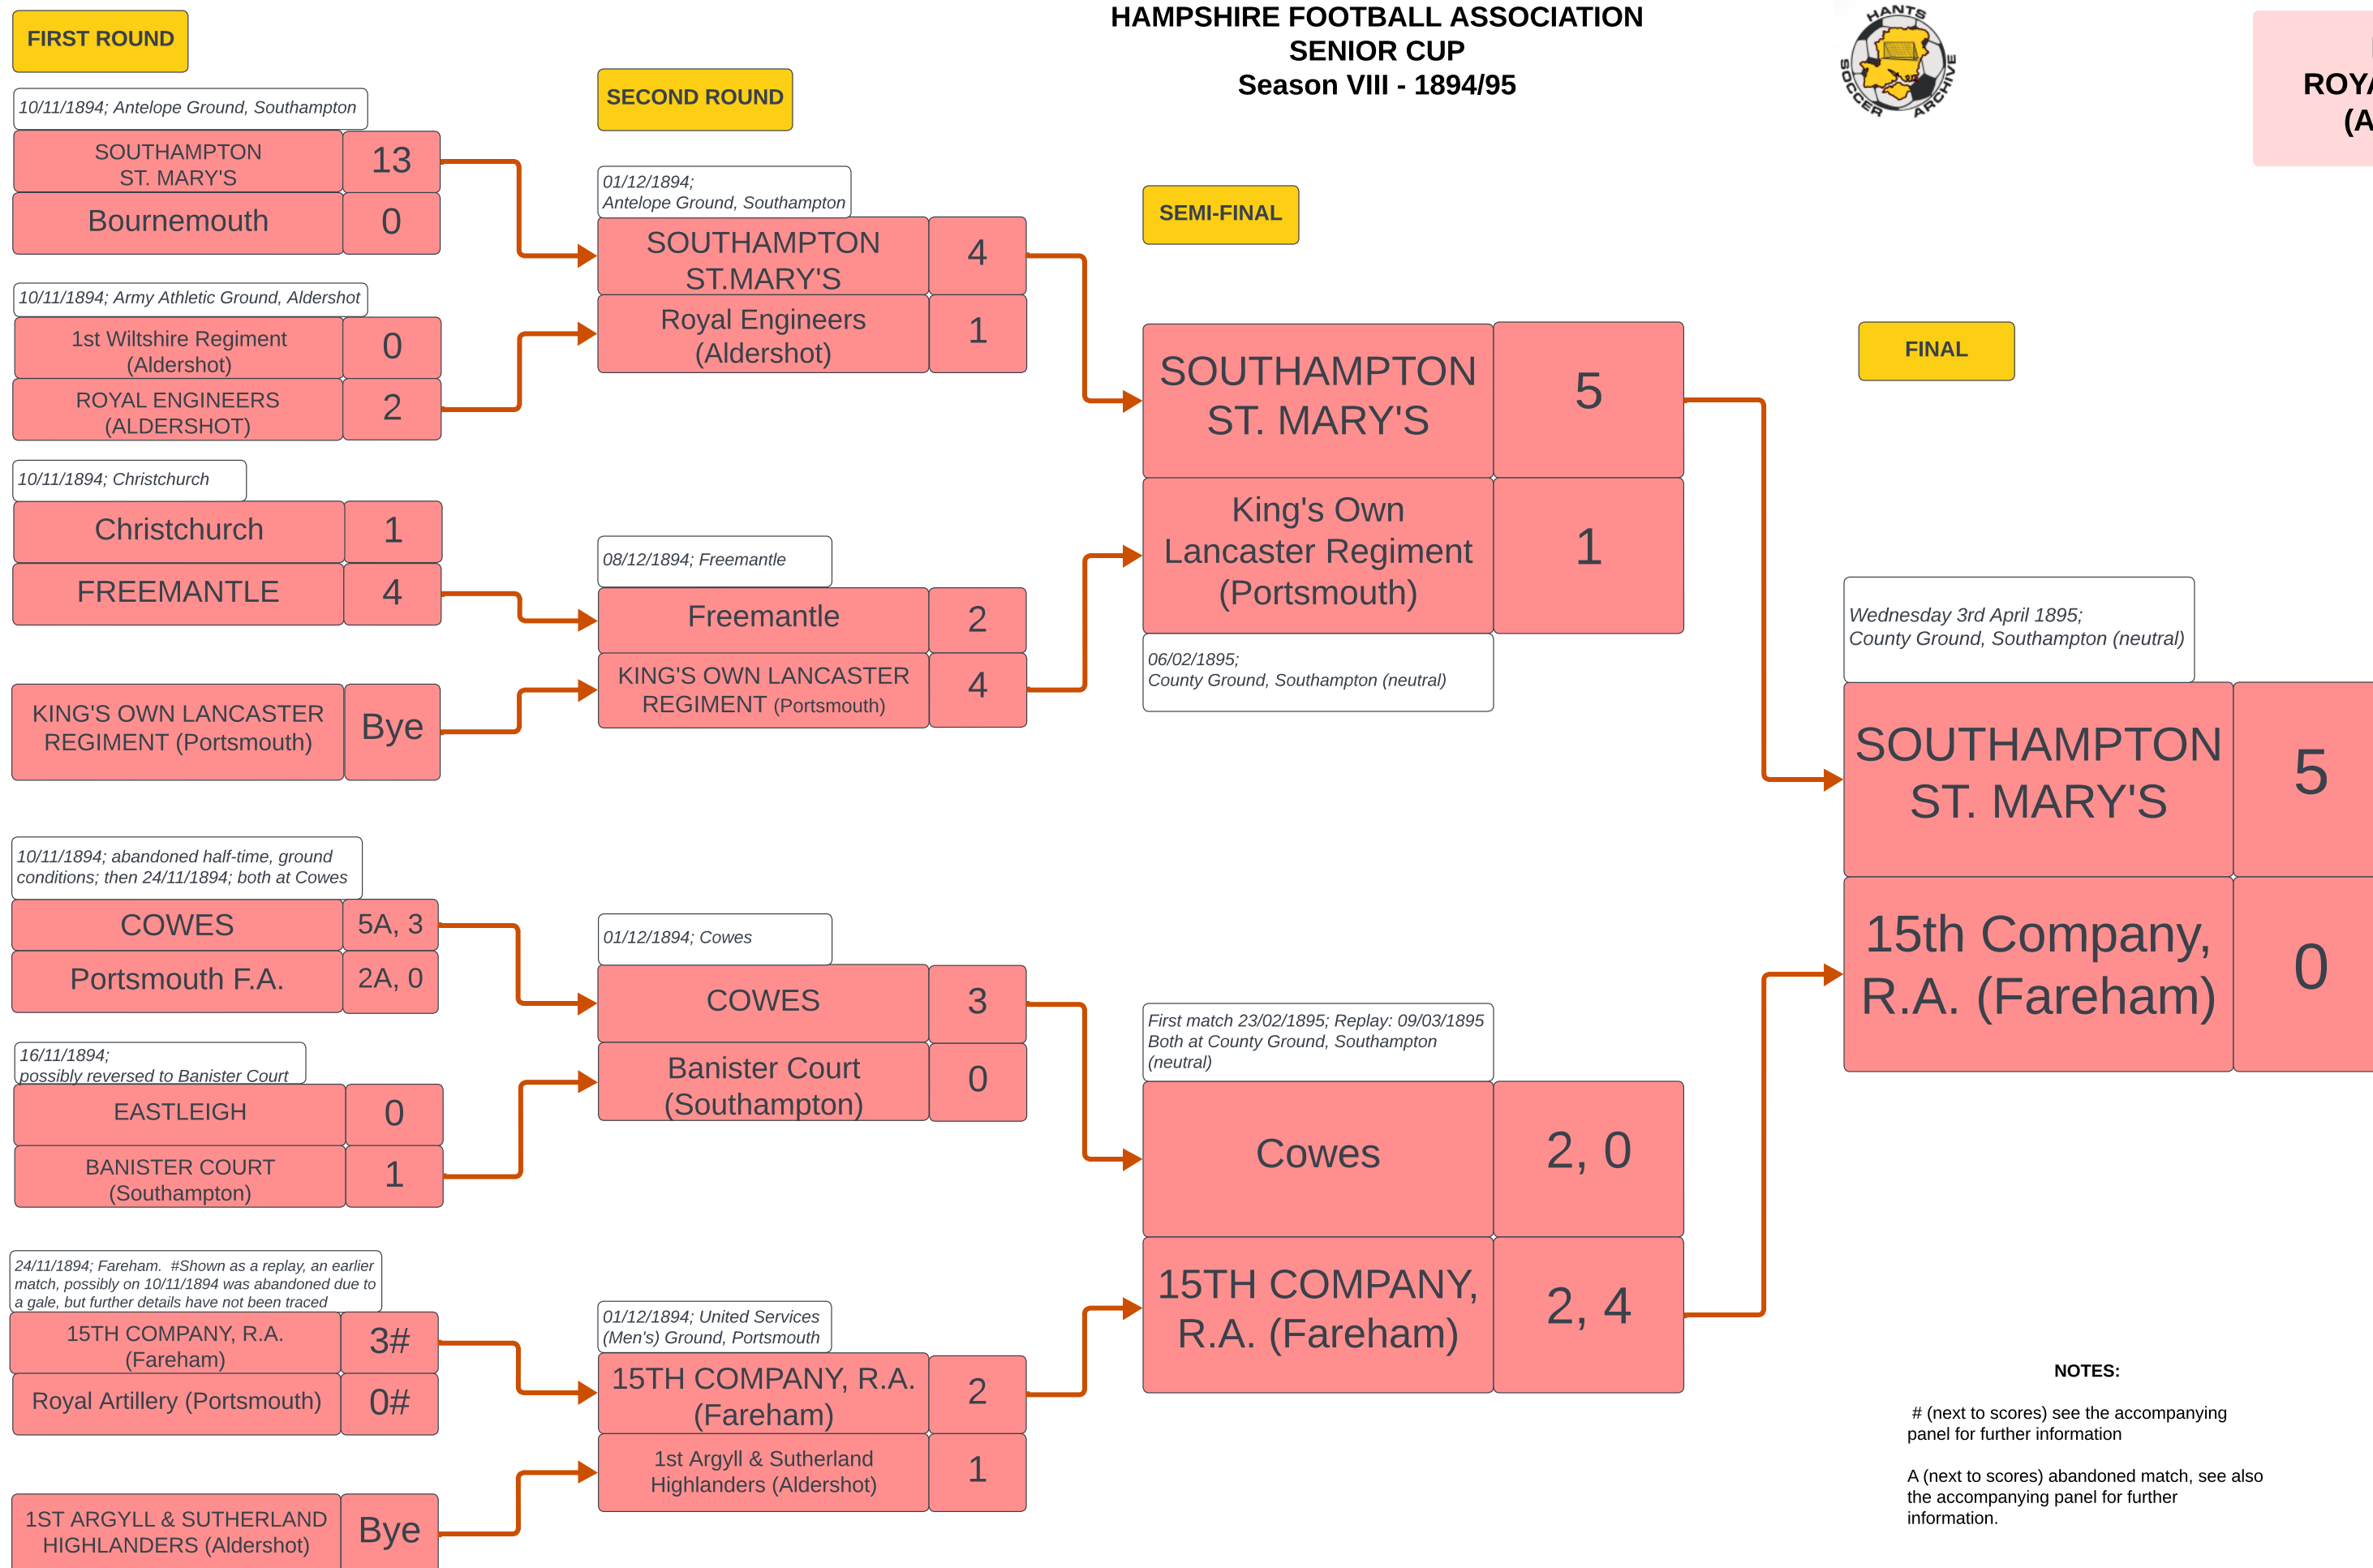 HAMPSHIRE FOOTBALL ASSOCIATION
SENIOR CUP
Season VIII - 1894/95
HANTS
SOCCER
ARCHIVE
ROYA
(A
FIRST ROUND
10/11/1894; Antelope Ground, Southampton
SOUTHAMPTON
ST. MARY'S
13
Bournemouth
0
10/11/1894; Army Athletic Ground, Aldershot
1st Wiltshire Regiment
(Aldershot)
0
ROYAL ENGINEERS
(ALDERSHOT)
2
10/11/1894; Christchurch
Christchurch
1
FREEMANTLE
4
KING'S OWN LANCASTER
REGIMENT (Portsmouth)
Bye
10/11/1894; abandoned half-time, ground
conditions; then 24/11/1894; both at Cowes
COWES
5A, 3
Portsmouth F.A.
2A, 0
16/11/1894;
possibly reversed to Banister Court
EASTLEIGH
0
BANISTER COURT
(Southampton)
1
24/11/1894; Fareham.  #Shown as a replay, an earlier
match, possibly on 10/11/1894 was abandoned due to
a gale, but further details have not been traced
15TH COMPANY, R.A.
(Fareham)
3#
Royal Artillery (Portsmouth)
0#
1ST ARGYLL & SUTHERLAND
HIGHLANDERS (Aldershot)
Bye
SECOND ROUND
01/12/1894;
Antelope Ground, Southampton
SOUTHAMPTON
ST.MARY'S
4
Royal Engineers
(Aldershot)
1
08/12/1894; Freemantle
Freemantle
2
KING'S OWN LANCASTER
REGIMENT (Portsmouth)
4
01/12/1894; Cowes
COWES
3
Banister Court
(Southampton)
0
01/12/1894; United Services
(Men's) Ground, Portsmouth
15TH COMPANY, R.A.
(Fareham)
2
1st Argyll & Sutherland
Highlanders (Aldershot)
1
SEMI-FINAL
SOUTHAMPTON
ST. MARY'S
5
King's Own
Lancaster Regiment
(Portsmouth)
1
06/02/1895;
County Ground, Southampton (neutral)
First match 23/02/1895; Replay: 09/03/1895
Both at County Ground, Southampton
(neutral)
Cowes
2, 0
15TH COMPANY,
R.A. (Fareham)
2, 4
FINAL
Wednesday 3rd April 1895;
County Ground, Southampton (neutral)
SOUTHAMPTON
ST. MARY'S
5
15th Company,
R.A. (Fareham)
0
NOTES:
# (next to scores) see the accompanying
panel for further information
A (next to scores) abandoned match, see also
the accompanying panel for further
information.